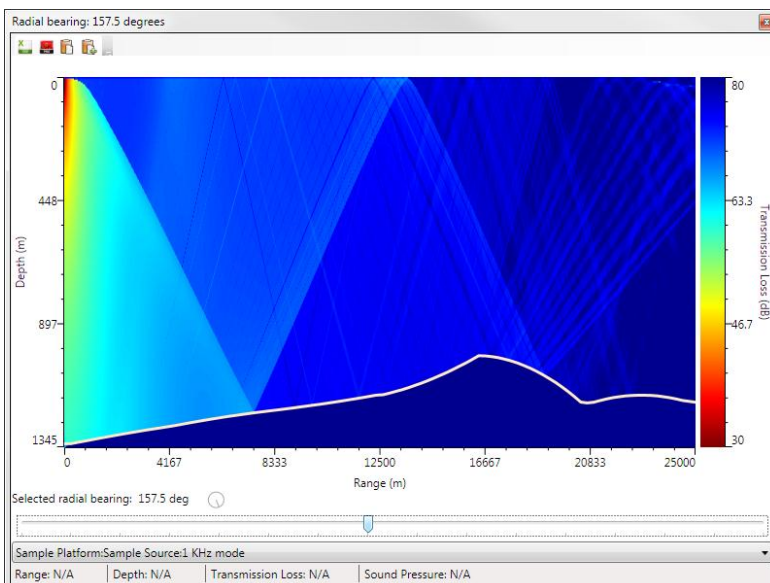 Radial bearing: 157.5 degrees
0
448
897
1345
Depth (m)
0
4167
8333
12500
16667
20833
25000
Range (m)
80
63.3
46.7
30
Transmission Loss (dB)
Selected radial bearing: 157.5 deg
Sample Platform:Sample Source:1 KHz mode
Range: N/A
Depth: N/A
Transmission Loss: N/A
Sound Pressure: N/A